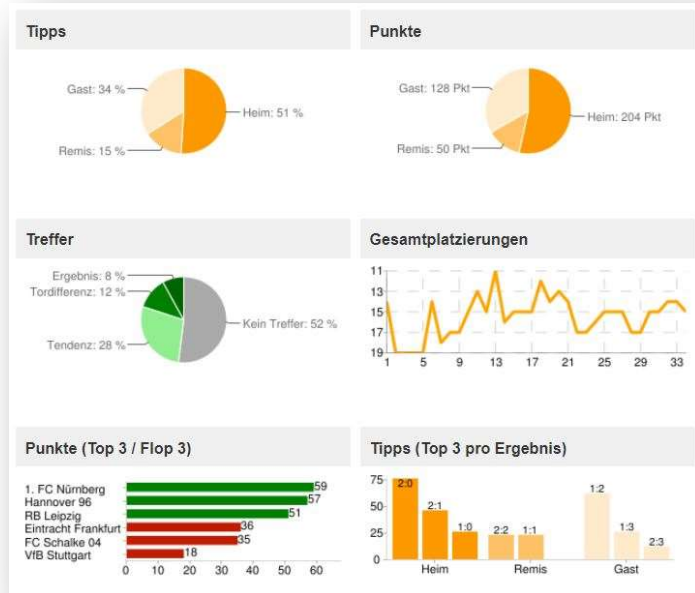 Tipps
Gast: 34 %
Heim: 51 %
Remis: 15 %
Punkte
Gast: 128 Pkt
Heim: 204 Pkt
Remis: 50 Pkt
Treffer
Ergebnis: 8 %
Tordifferenz: 12 %
Kein Treffer: 52 %
Tendenz: 28 %
Gesamtplatzierungen
11
13
15
17
19
1 5 9 13 17 21 25 29 33
Punkte (Top 3 / Flop 3)
1. FC Nürnberg 59
Hannover 96 57
RB Leipzig 51
Eintracht Frankfurt 36
FC Schalke 04 35
VfB Stuttgart 18
0 10 20 30 40 50 60
Tipps (Top 3 pro Ergebnis)
75
50
25
0
2:0 2:1 1:0 2:2 1:1 1:2 1:3 2:3
Heim Remis Gast